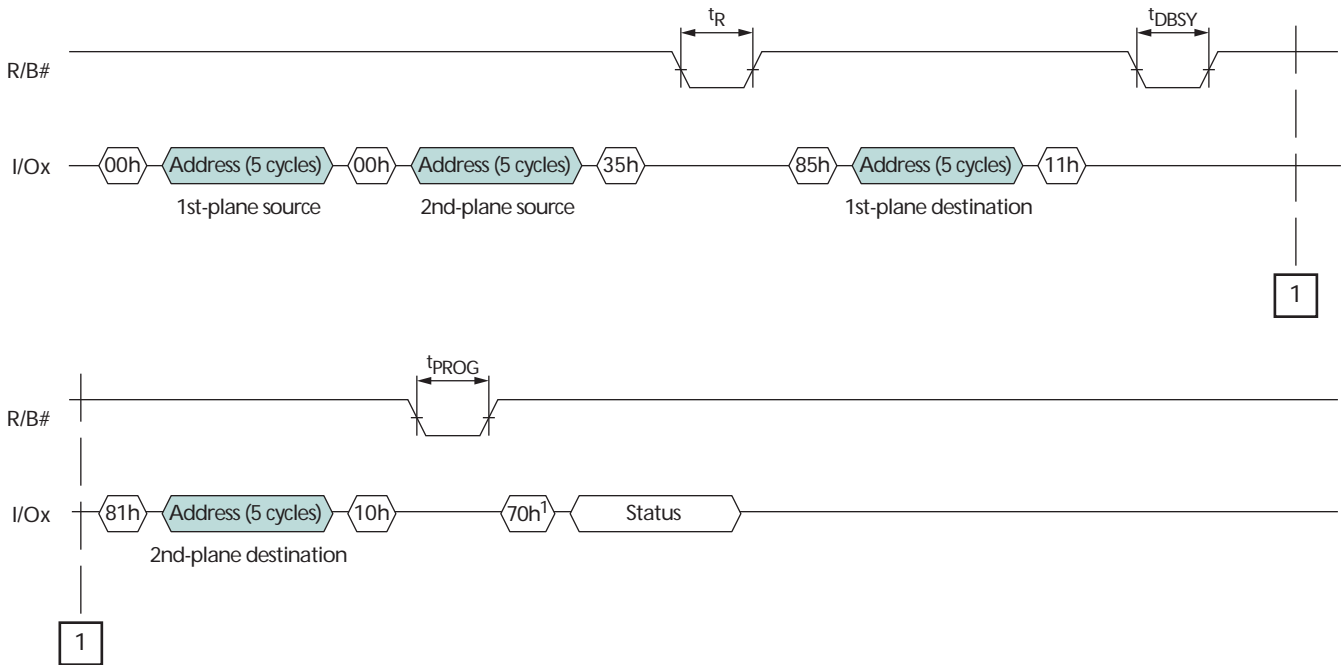 tR
tDBSY
R/B#
I/Ox
00h Address (5 cycles) 00h Address (5 cycles) 35h 85h Address (5 cycles) 11h
1st-plane source 2nd-plane source 1st-plane destination
1
tPROG
R/B#
I/Ox
81h Address (5 cycles) 10h 70h1 Status
2nd-plane destination
1